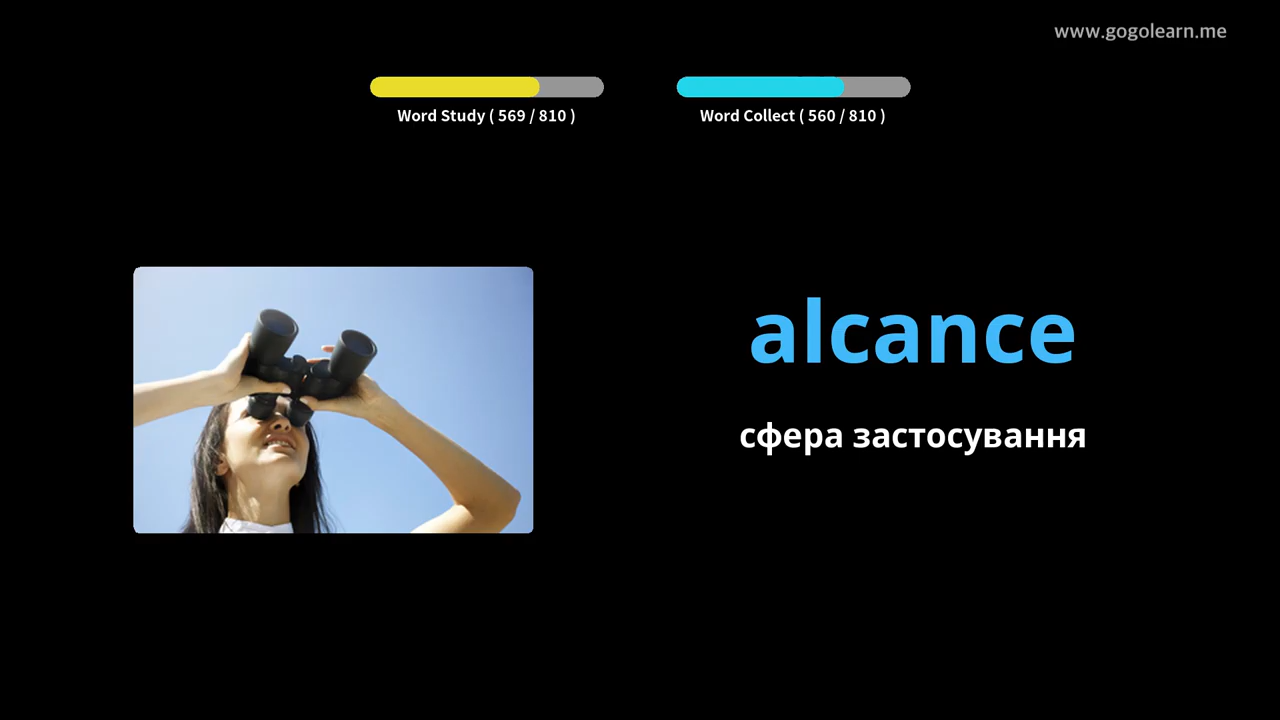 www.gogolearn.me
Word Study ( 569 / 810 )
Word Collect ( 560 / 810 )
alcance
сфера застосування